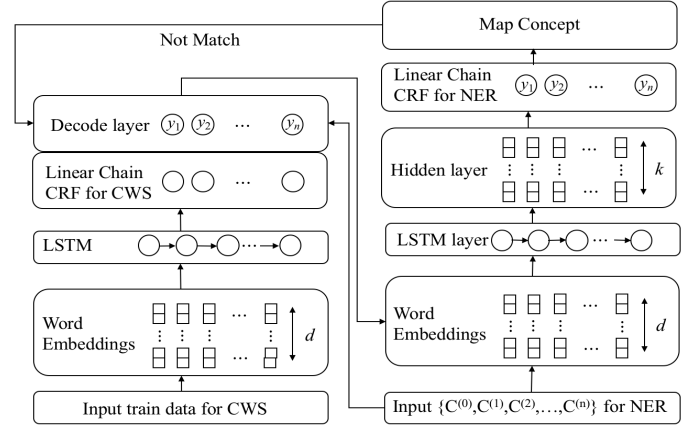 Not Match
Decode layer y1 y2 ... yn
Linear Chain
CRF for CWS ...
LSTM ...
Word
Embeddings
...
... d
...
Input train data for CWS
Map Concept
Linear Chain
CRF for NER y1 y2 ... yn
Hidden layer
...
... k
...
LSTM layer ...
Word
Embeddings
...
... d
...
Input {C(0),C(1),C(2),...,C(n)} for NER